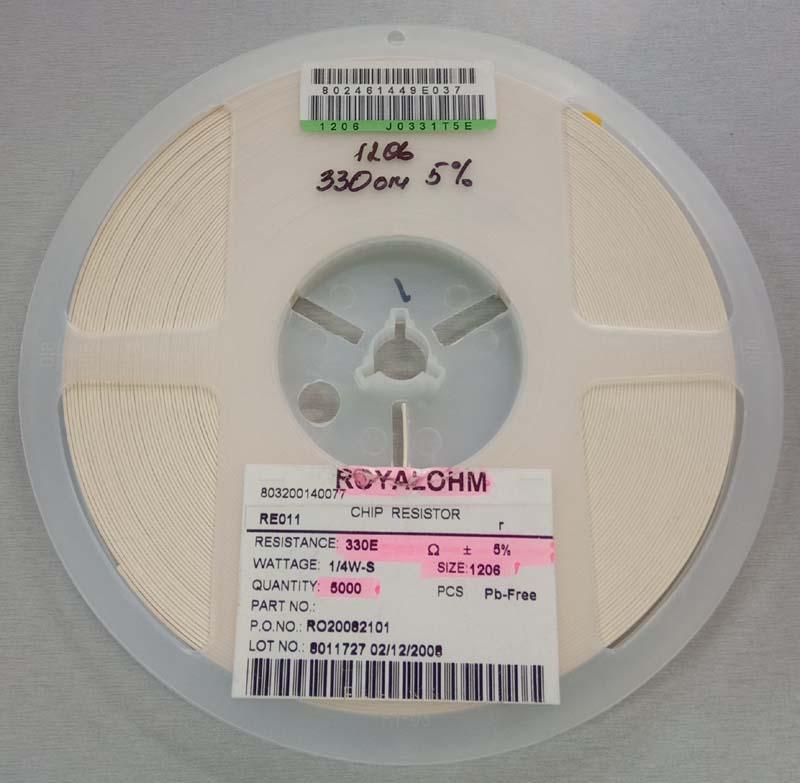 802461449E037
1206 J0331T5E
1206
330 ом 5%
ROYALOHM
803200140077
CHIP RESISTOR
RE011 r
RESISTANCE: 330E Ω ± 5%
WATTAGE: 1/4W-S SIZE: 1206
QUANTITY: 5000 PCS Pb-Free
PART NO.:
P.O.NO.: RO20082101
LOT NO.: 8011727 02/12/2008